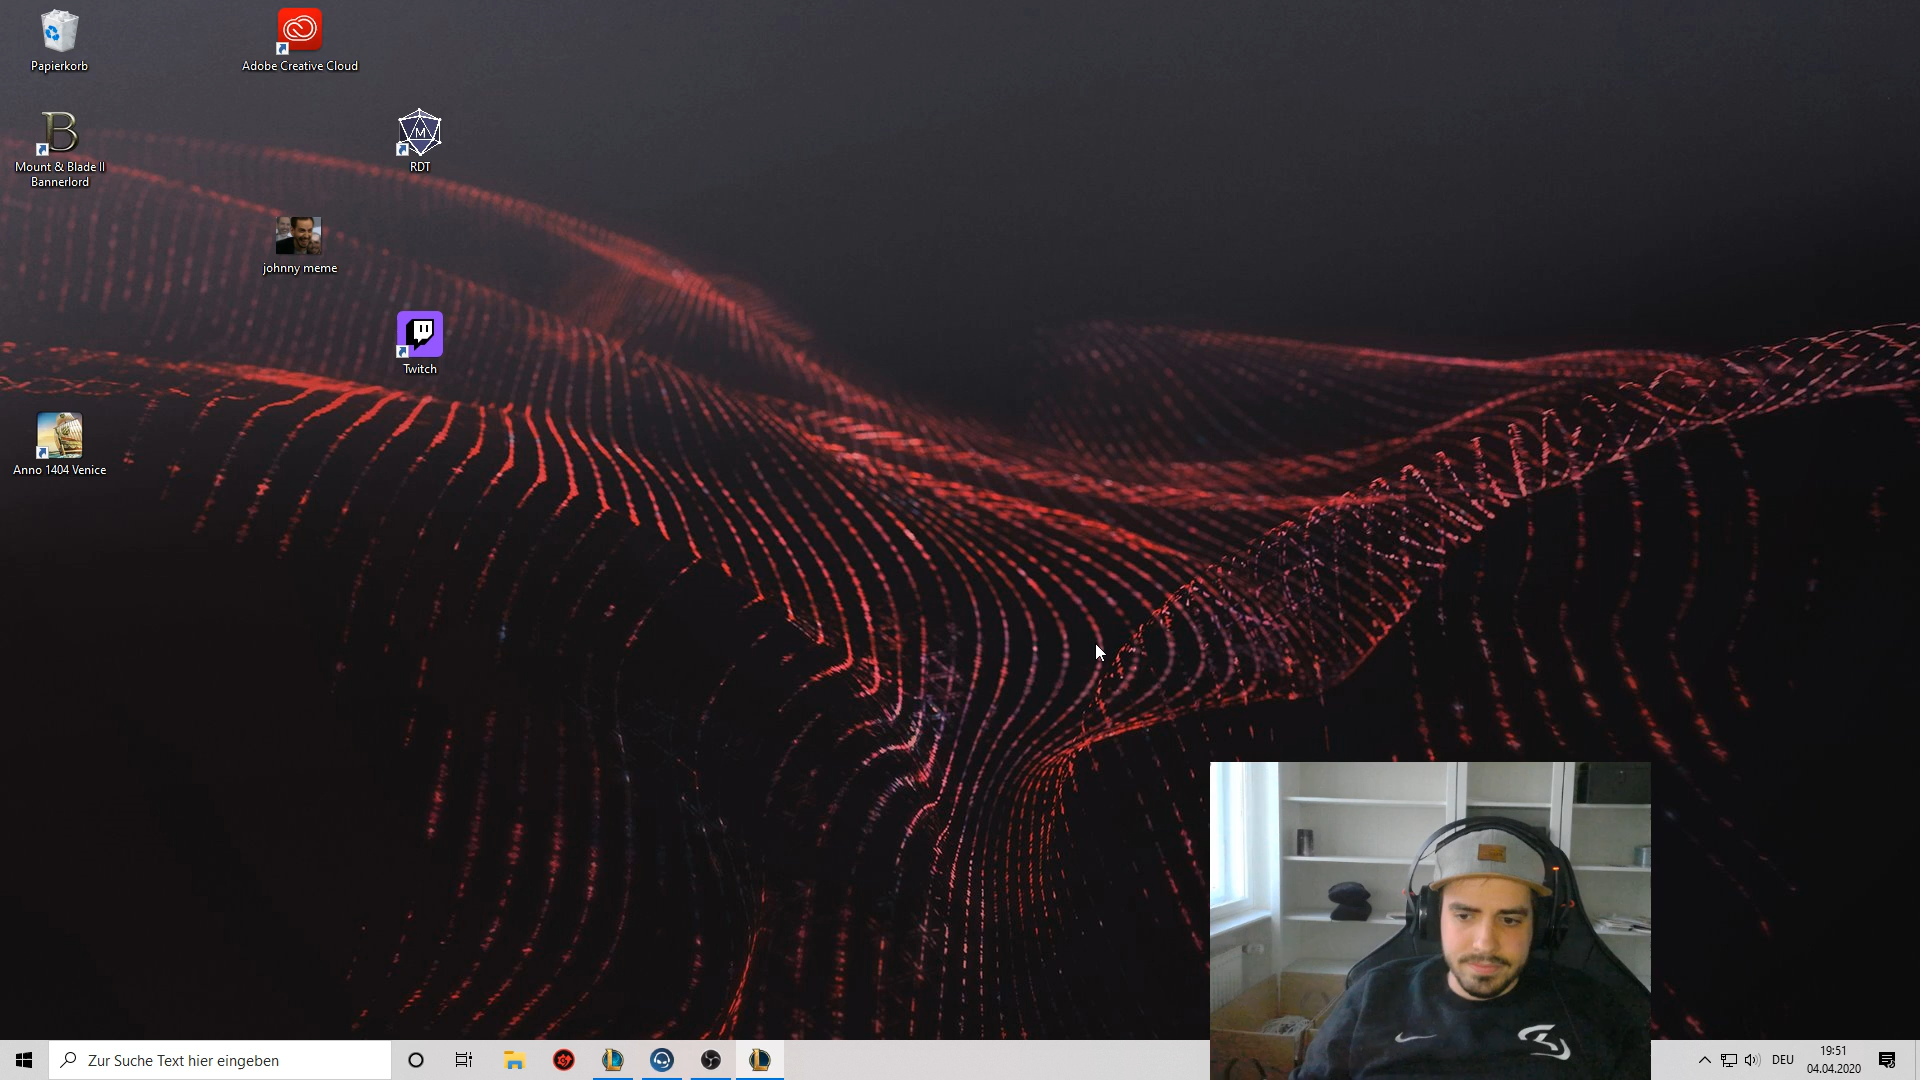 Papierkorb
Adobe Creative Cloud
Mount & Blade II
Bannerlord
M
RDT
johnny meme
Twitch
Anno 1404 Venice
Zur Suche Text hier eingeben
DEU
19:51
04.04.2020